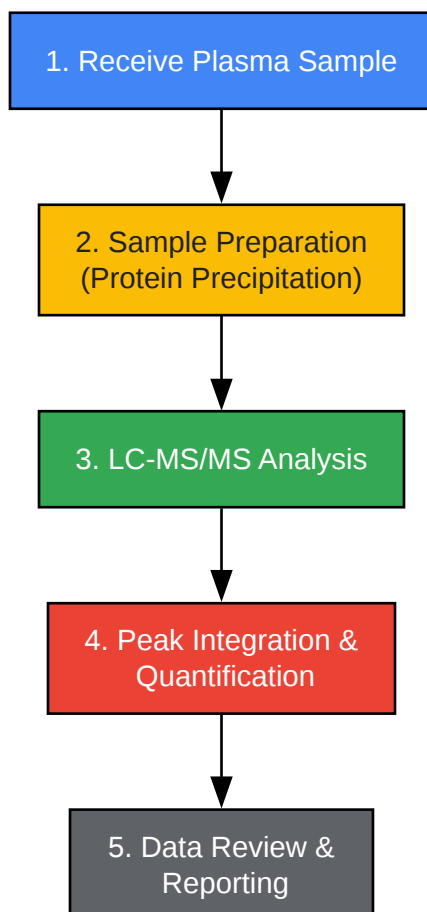 1. Receive Plasma Sample
2. Sample Preparation
(Protein Precipitation)
3. LC-MS/MS Analysis
4. Peak Integration &
Quantification
5. Data Review &
Reporting